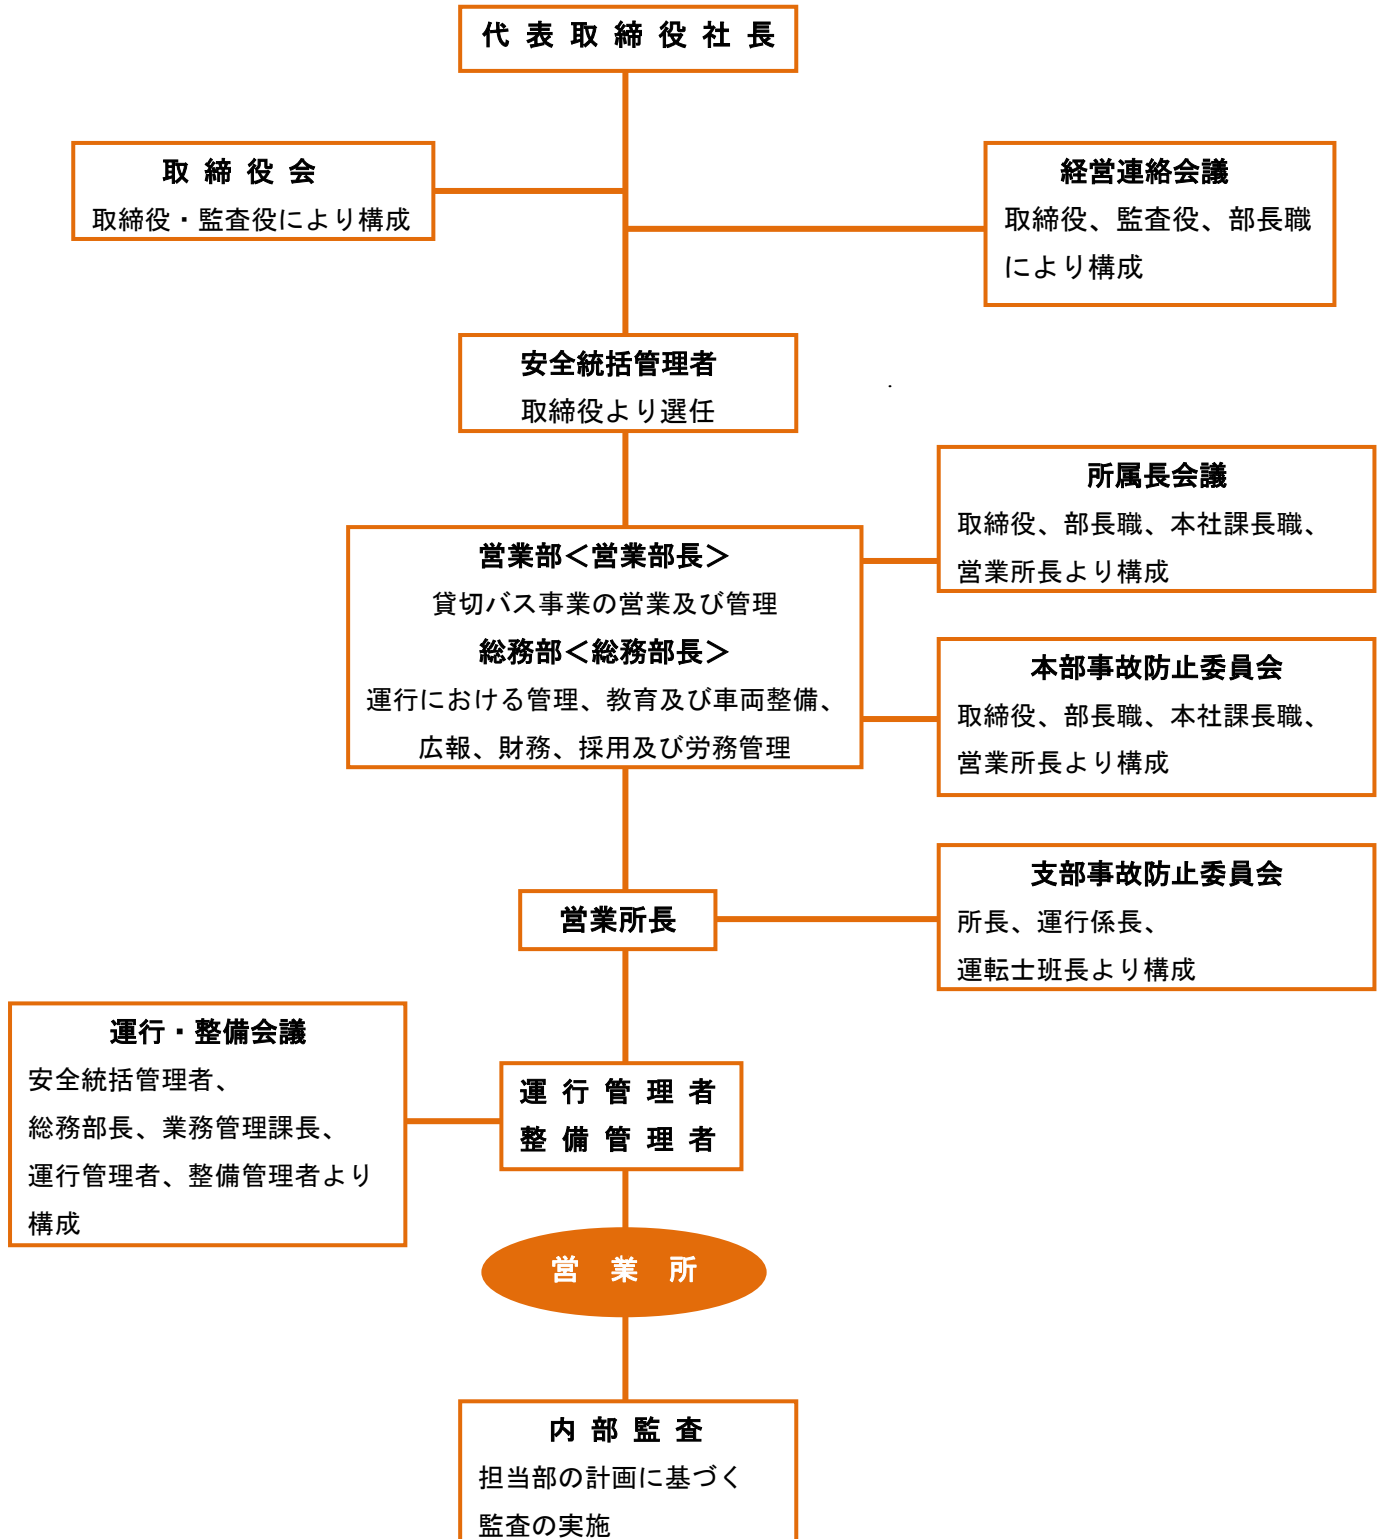 代表取締役社長
取締役会
取締役・監査役により構成
経営連絡会議
取締役、監査役、部長職
により構成
安全統括管理者
取締役より選任
所属長会議
取締役、部長職、本社課長職、
営業所長より構成
営業部＜営業部長＞
貸切バス事業の営業及び管理
総務部＜総務部長＞
運行における管理、教育及び車両整備、
広報、財務、採用及び労務管理
本部事故防止委員会
取締役、部長職、本社課長職、
営業所長より構成
営業所長
支部事故防止委員会
所長、運行係長、
運転士班長より構成
運行・整備会議
安全統括管理者、
総務部長、業務管理課長、
運行管理者、整備管理者より
構成
運行管理者
整備管理者
営業所
内部監査
担当部の計画に基づく
監査の実施